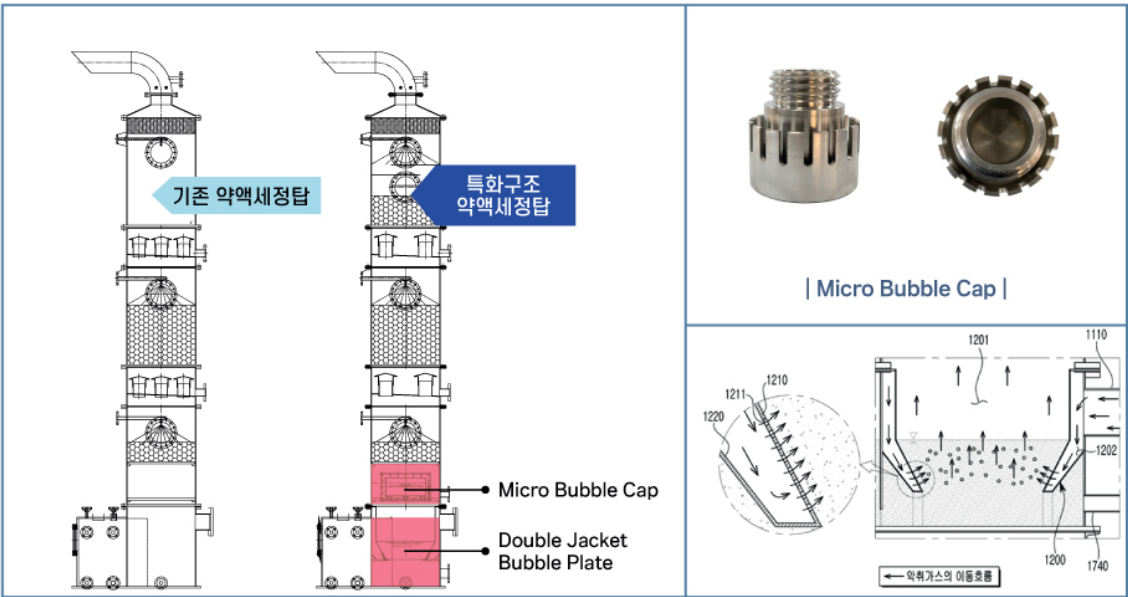 기존 약액세정탑
특화구조
약액세정탑
Micro Bubble Cap
Double Jacket
Bubble Plate
| Micro Bubble Cap |
1201
1110
1210
1211
1220
1202
1200
1740
악취가스의 이동흐름